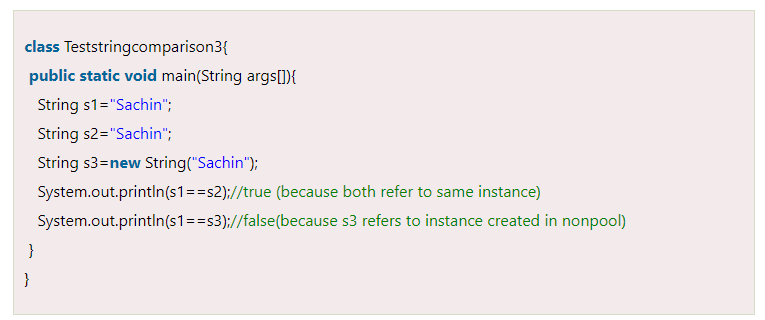 class Teststringcomparison3{
public static void main(String args[]){
String s1="Sachin";
String s2="Sachin";
String s3=new String("Sachin");
System.out.println(s1==s2);//true (because both refer to same instance)
System.out.println(s1==s3);//false(because s3 refers to instance created in nonpool)
}
}